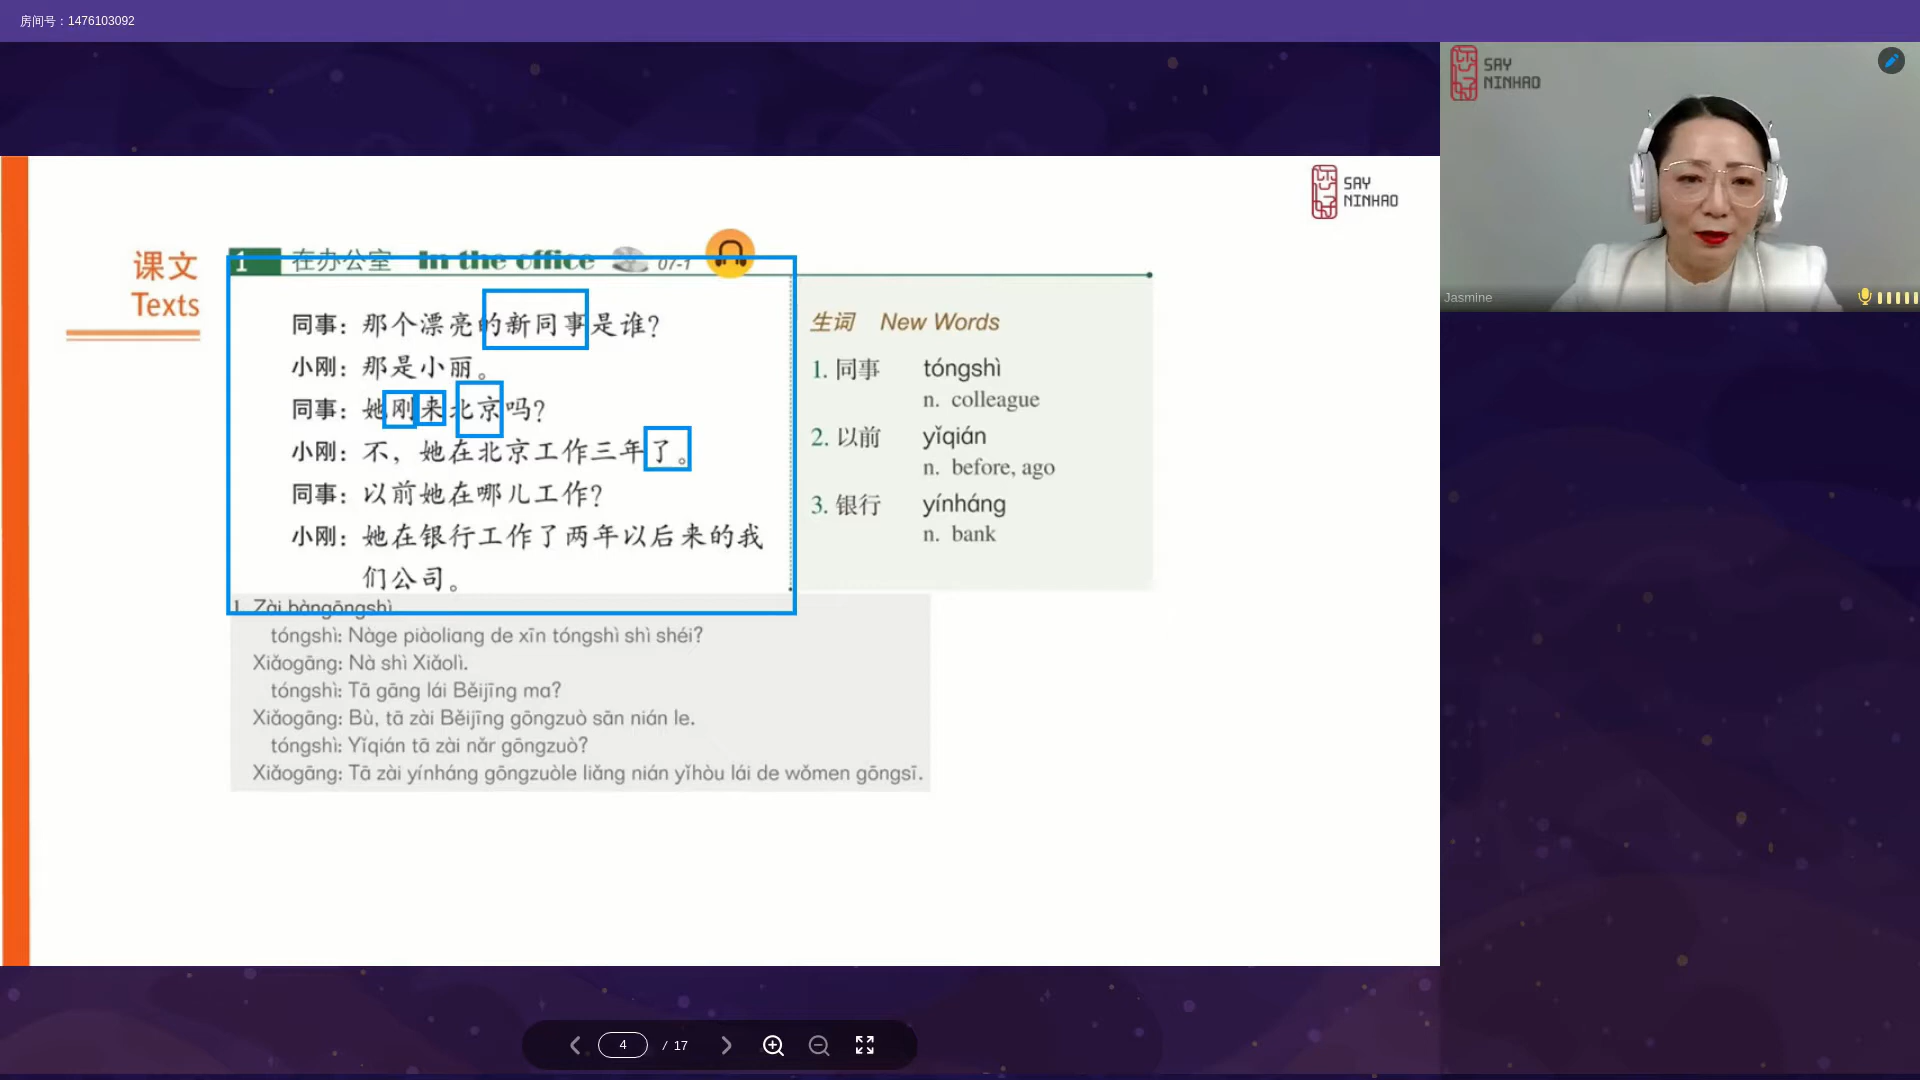 房间号：1476103092
SAY
NINHAO
Jasmine
SAY
NINHAO
课文
Texts
1 在办公室 In the office 07-1
同事：那个漂亮的新同事是谁？
小刚：那是小丽。
同事：她刚来北京吗？
小刚：不，她在北京工作三年了。
同事：以前她在哪儿工作？
小刚：她在银行工作了两年以后来的我
们公司。
生词 New Words
1. 同事 tóngshì
n. colleague
2. 以前 yǐqián
n. before, ago
3. 银行 yínháng
n. bank
1. Zài bàngōngshì
tóngshì: Nàge piàoliang de xīn tóngshì shì shéi?
Xiǎogāng: Nà shì Xiǎolì.
tóngshì: Tā gāng lái Běijīng ma?
Xiǎogāng: Bù, tā zài Běijīng gōngzuò sān nián le.
tóngshì: Yǐqián tā zài nǎr gōngzuò?
Xiǎogāng: Tā zài yínháng gōngzuòle liǎng nián yǐhòu lái de wǒmen gōngsī.
4 / 17